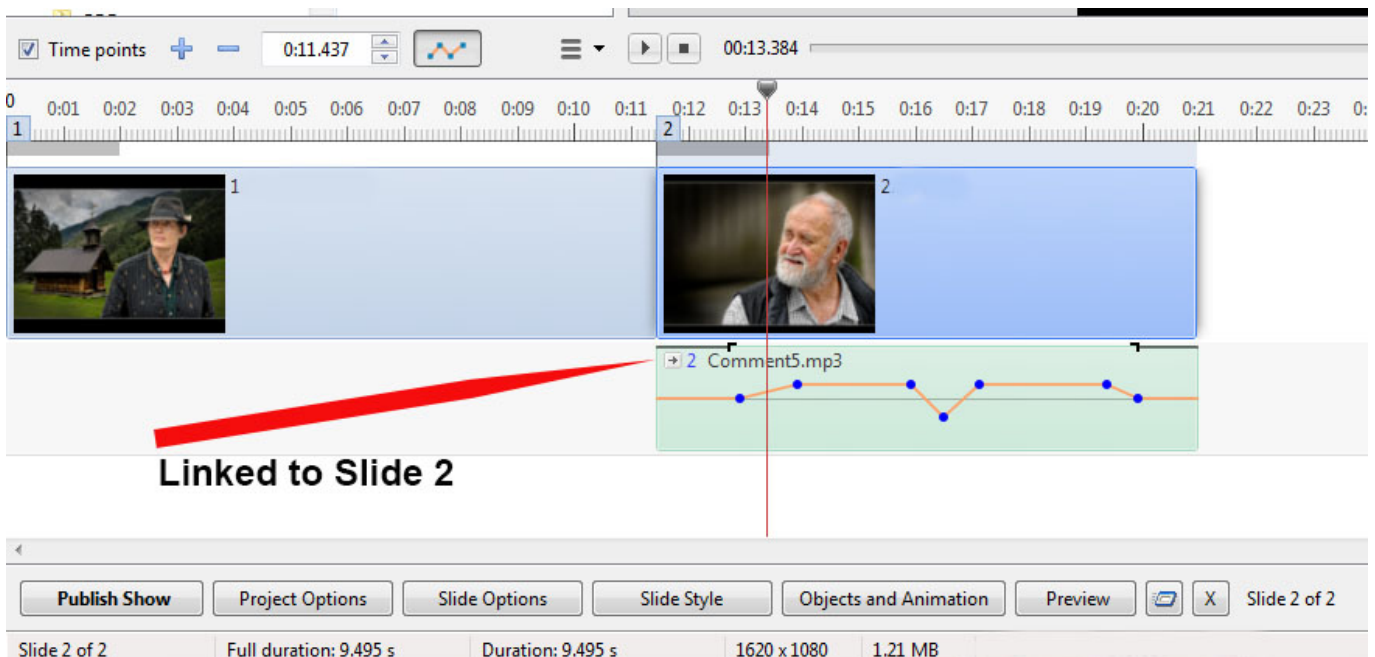 Time points 0:11.437 00:13.384
0 0:01 0:02 0:03 0:04 0:05 0:06 0:07 0:08 0:09 0:10 0:11 0:12 0:13 0:14 0:15 0:16 0:17 0:18 0:19 0:20 0:21 0:22 0:23 0:
1 2
1 2
2 Comment5.mp3
Linked to Slide 2
Publish Show Project Options Slide Options Slide Style Objects and Animation Preview X Slide 2 of 2
Slide 2 of 2 Full duration: 9.495 s Duration: 9.495 s 1620 x 1080 1.21 MB